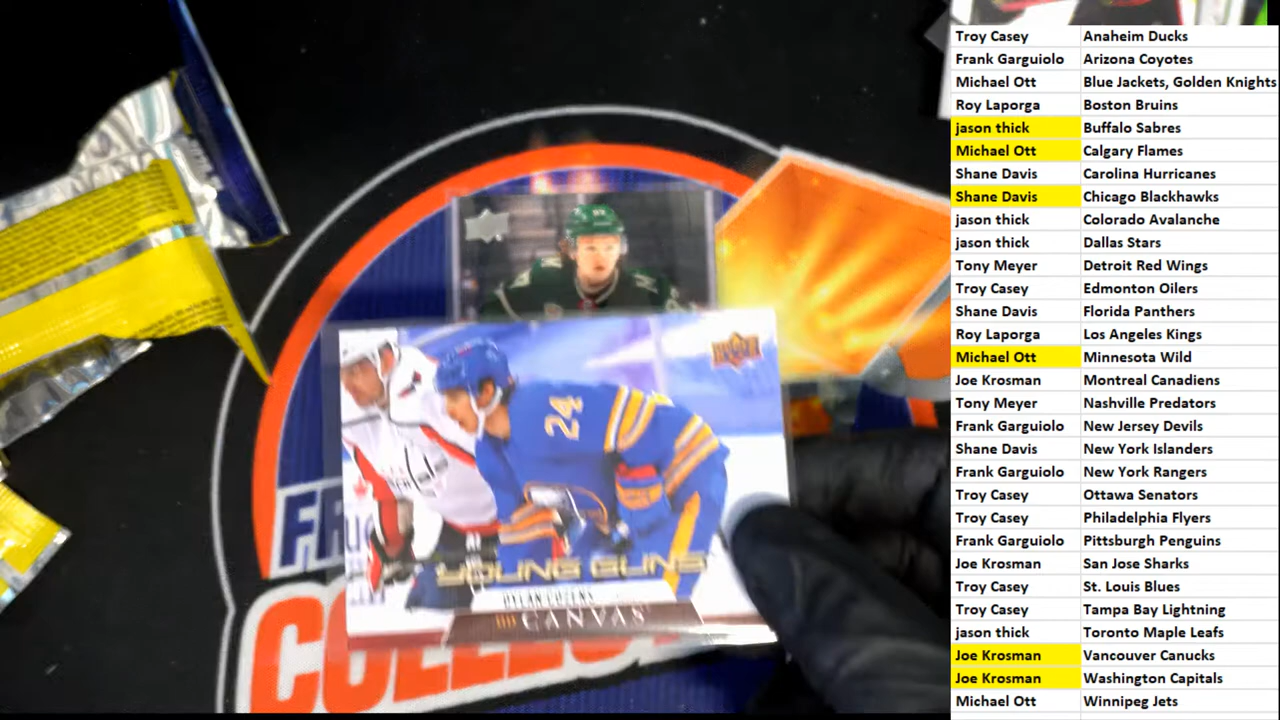 Troy Casey Anaheim Ducks
Frank Garguiolo Arizona Coyotes
Michael Ott Blue Jackets, Golden Knights
Roy Laporga Boston Bruins
jason thick Buffalo Sabres
Michael Ott Calgary Flames
Shane Davis Carolina Hurricanes
Shane Davis Chicago Blackhawks
jason thick Colorado Avalanche
jason thick Dallas Stars
Tony Meyer Detroit Red Wings
Troy Casey Edmonton Oilers
Shane Davis Florida Panthers
Roy Laporga Los Angeles Kings
Michael Ott Minnesota Wild
Joe Krosman Montreal Canadiens
Tony Meyer Nashville Predators
Frank Garguiolo New Jersey Devils
Shane Davis New York Islanders
Frank Garguiolo New York Rangers
Troy Casey Ottawa Senators
Troy Casey Philadelphia Flyers
Frank Garguiolo Pittsburgh Penguins
Joe Krosman San Jose Sharks
Troy Casey St. Louis Blues
Troy Casey Tampa Bay Lightning
jason thick Toronto Maple Leafs
Joe Krosman Vancouver Canucks
Joe Krosman Washington Capitals
Michael Ott Winnipeg Jets
24
YOUNG GUNS
DYLAN COZENS
CANVAS